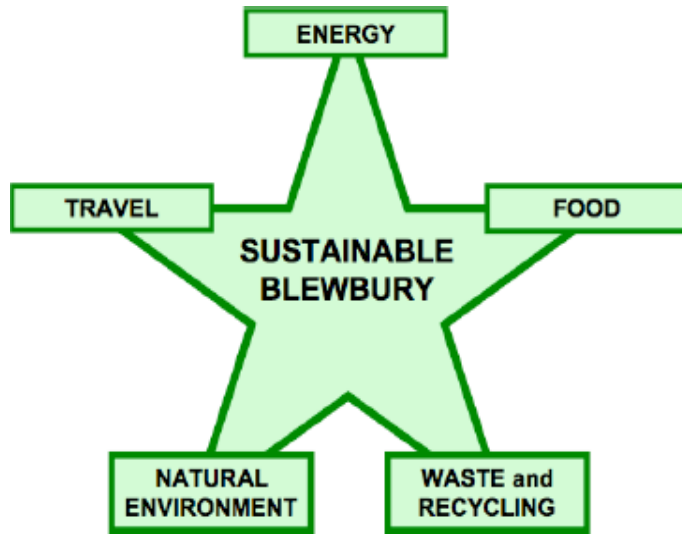 ENERGY
TRAVEL
FOOD
SUSTAINABLE
BLEWBURY
NATURAL
ENVIRONMENT
WASTE and
RECYCLING